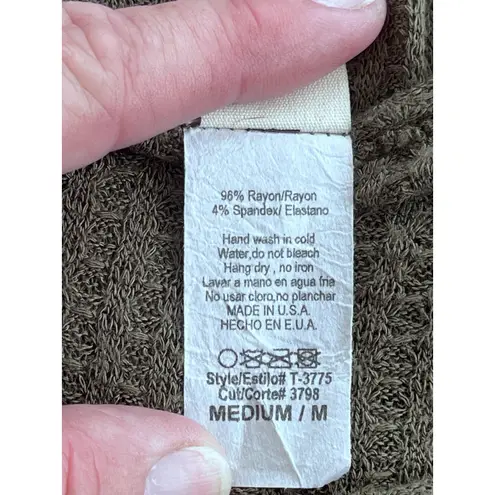 96% Rayon/Rayon
4% Spandex/ Elastano
Hand wash in cold
Water,do not bleach
Hang dry , no iron
Lavar a mano en agua fria
No usar cloro,no planchar
MADE IN U.S.A.
HECHO EN E.U.A.
Style/Estilo# T-3775
Cut/Corte# 3798
MEDIUM / M